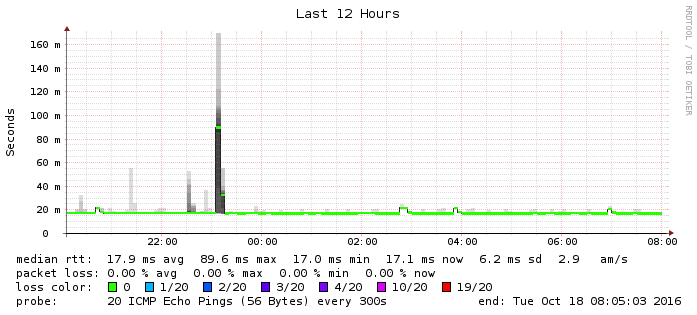 Last 12 Hours
RRDTOOL / TOBI OETIKER
Seconds
160 m
140 m
120 m
100 m
80 m
60 m
40 m
20 m
0
22:00 00:00 02:00 04:00 06:00 08:00
median rtt: 17.9 ms avg 89.6 ms max 17.0 ms min 17.1 ms now 6.2 ms sd 2.9 am/s
packet loss: 0.00 % avg 0.00 % max 0.00 % min 0.00 % now
loss color: 0 1/20 2/20 3/20 4/20 10/20 19/20
probe: 20 ICMP Echo Pings (56 Bytes) every 300s end: Tue Oct 18 08:05:03 2016